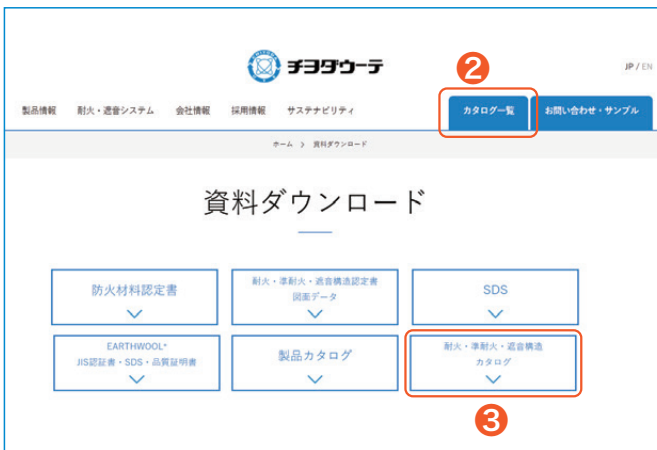 CHIYODA
チヨダウーテ
2
JP / EN
製品情報 耐火・遮音システム 会社情報 採用情報 サステナビリティ カタログ一覧 お問い合わせ・サンプル
ホーム > 資料ダウンロード
資料ダウンロード
防火材料認定書
耐火・準耐火・遮音構造認定書
図面データ
SDS
EARTHWOOL®
JIS認証書・SDS・品質証明書
製品カタログ
耐火・準耐火・遮音構造
カタログ
3